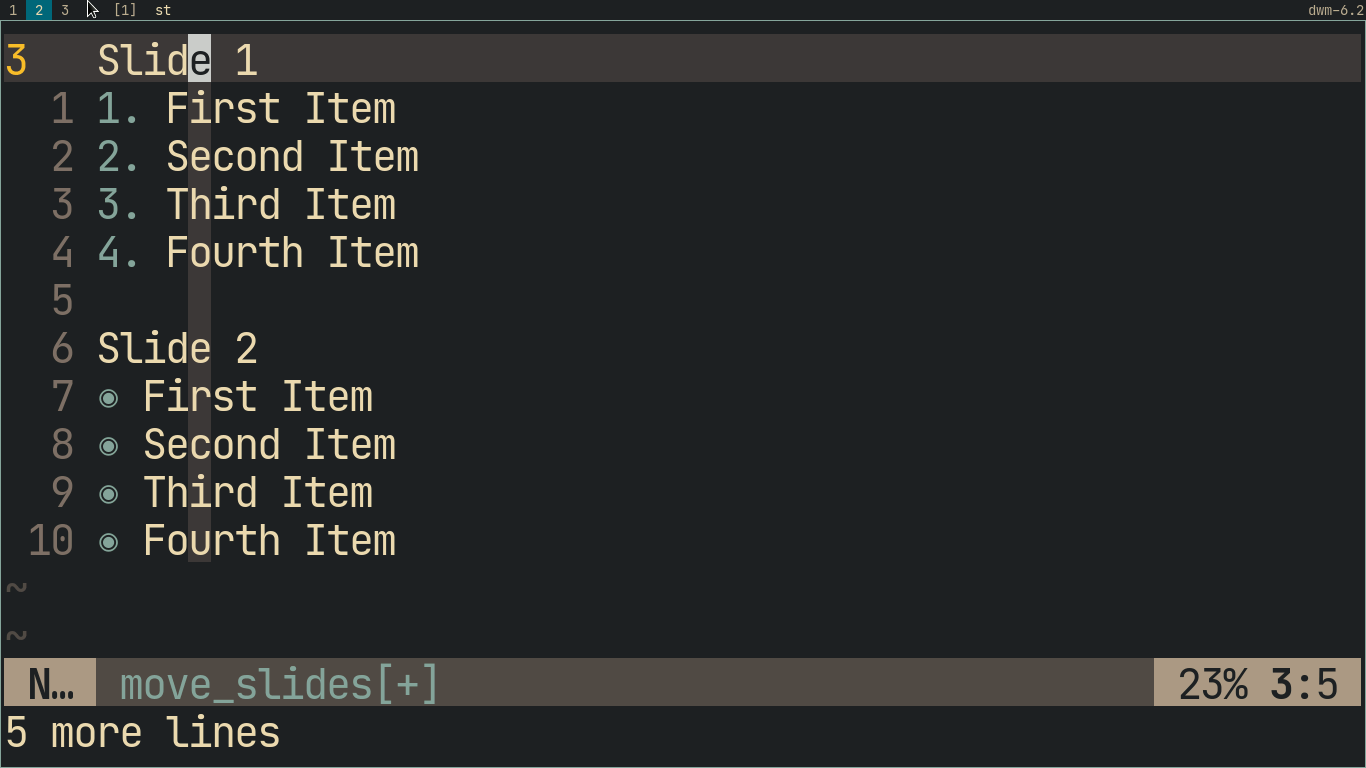 1 2 3 [1] st dwm-6.2
3 Slide 1
1 1. First Item
2 2. Second Item
3 3. Third Item
4 4. Fourth Item
5
6 Slide 2
7 ◉ First Item
8 ◉ Second Item
9 ◉ Third Item
10 ◉ Fourth Item
~
~
N… move_slides[+] 23% 3:5
5 more lines